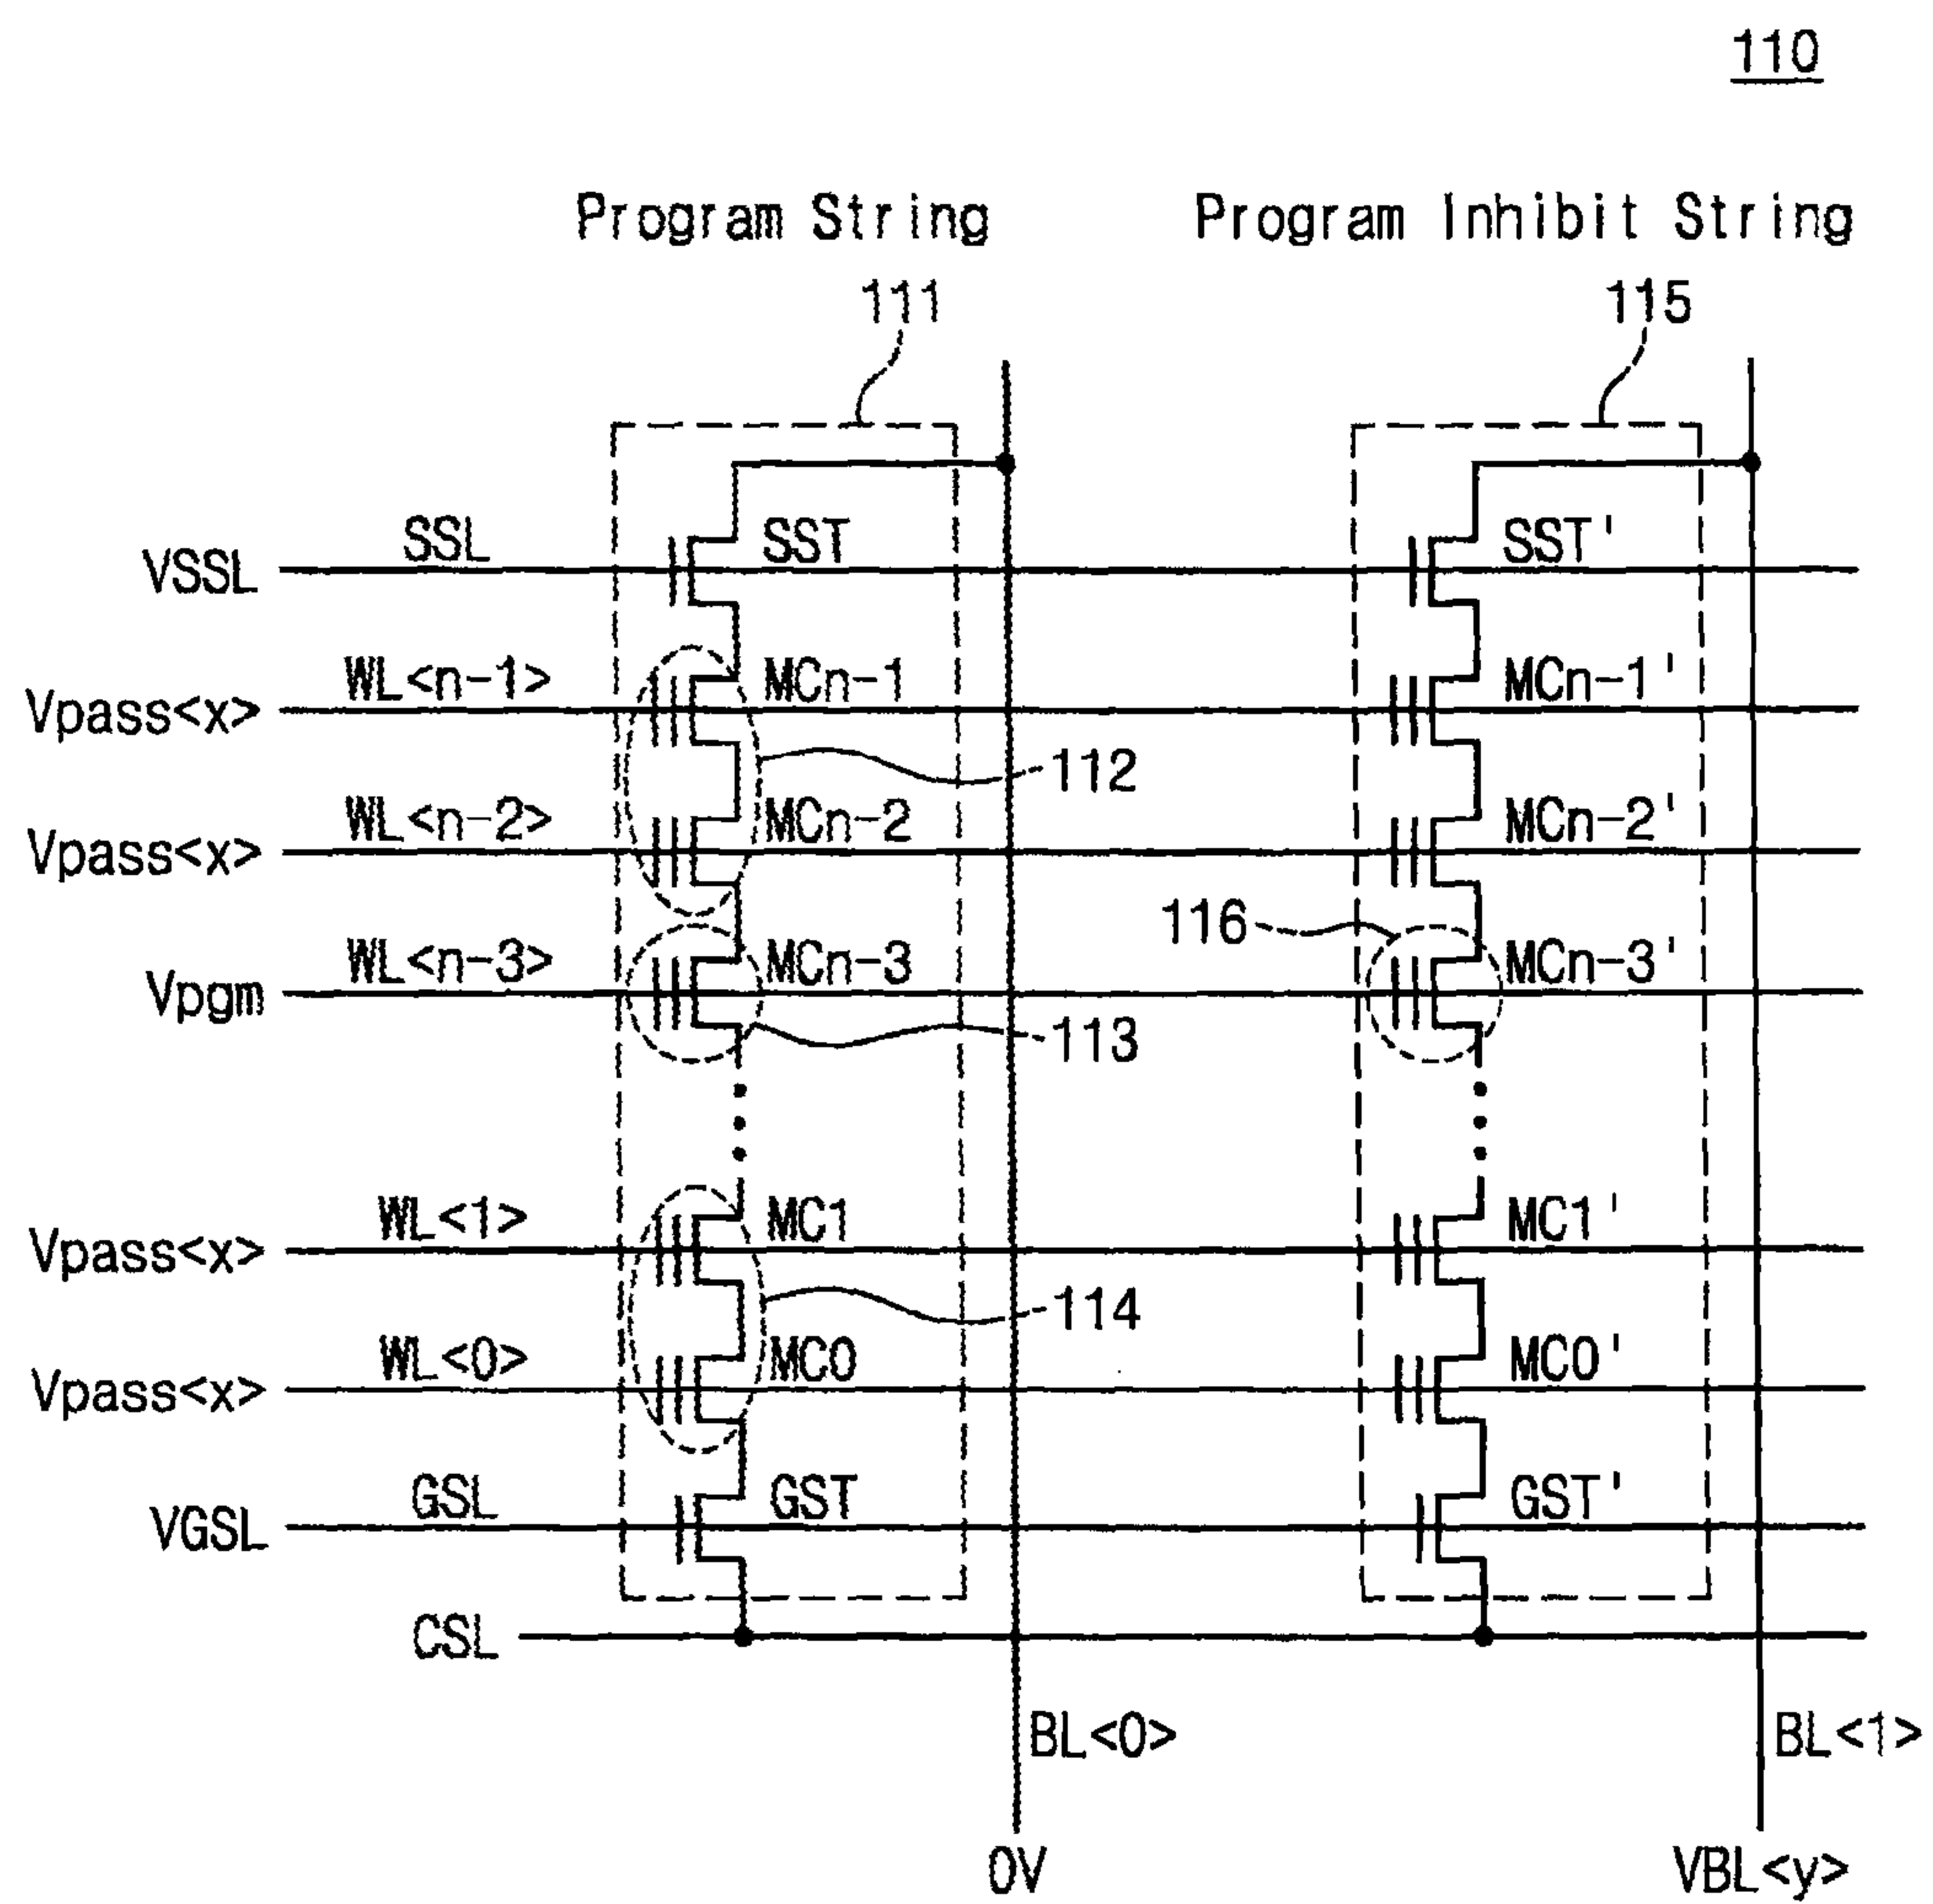 110
Program String Program Inhibit String
111 115
SSL SST SST'
VSSL
WL<n-1> MCn-1 MCn-1'
Vpass<x>
112
WL<n-2> MCn-2 MCn-2'
Vpass<x>
116
WL<n-3> MCn-3 MCn-3'
Vpgm
113
WL<1> MC1 MC1'
Vpass<x>
114
WL<0> MC0 MC0'
Vpass<x>
GSL GST GST'
VGSL
CSL
BL<0> BL<1>
0V VBL<y>